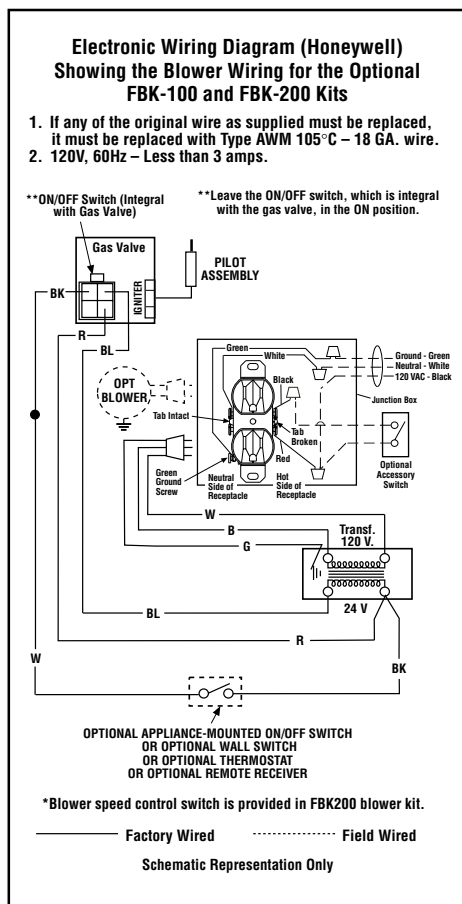 Electronic Wiring Diagram (Honeywell)
Showing the Blower Wiring for the Optional
FBK-100 and FBK-200 Kits
1. If any of the original wire as supplied must be replaced,
it must be replaced with Type AWM 105°C – 18 GA. wire.
2. 120V, 60Hz – Less than 3 amps.
**ON/OFF Switch (Integral
with Gas Valve)
**Leave the ON/OFF switch, which is integral
with the gas valve, in the ON position.
Gas Valve
IGNITER
PILOT
ASSEMBLY
BK
R
BL
Green
White
Ground - Green
Neutral - White
120 VAC - Black
OPT
BLOWER
Black
Junction Box
Tab Intact
Tab
Broken
Red
Optional
Accessory
Switch
Green
Ground
Screw
Neutral
Side of
Receptacle
Hot
Side of
Receptacle
W
B
G
Transf.
120 V.
24 V
BL
R
W
BK
OPTIONAL APPLIANCE-MOUNTED ON/OFF SWITCH
OR OPTIONAL WALL SWITCH
OR OPTIONAL THERMOSTAT
OR OPTIONAL REMOTE RECEIVER
*Blower speed control switch is provided in FBK200 blower kit.
Factory Wired
Field Wired
Schematic Representation Only